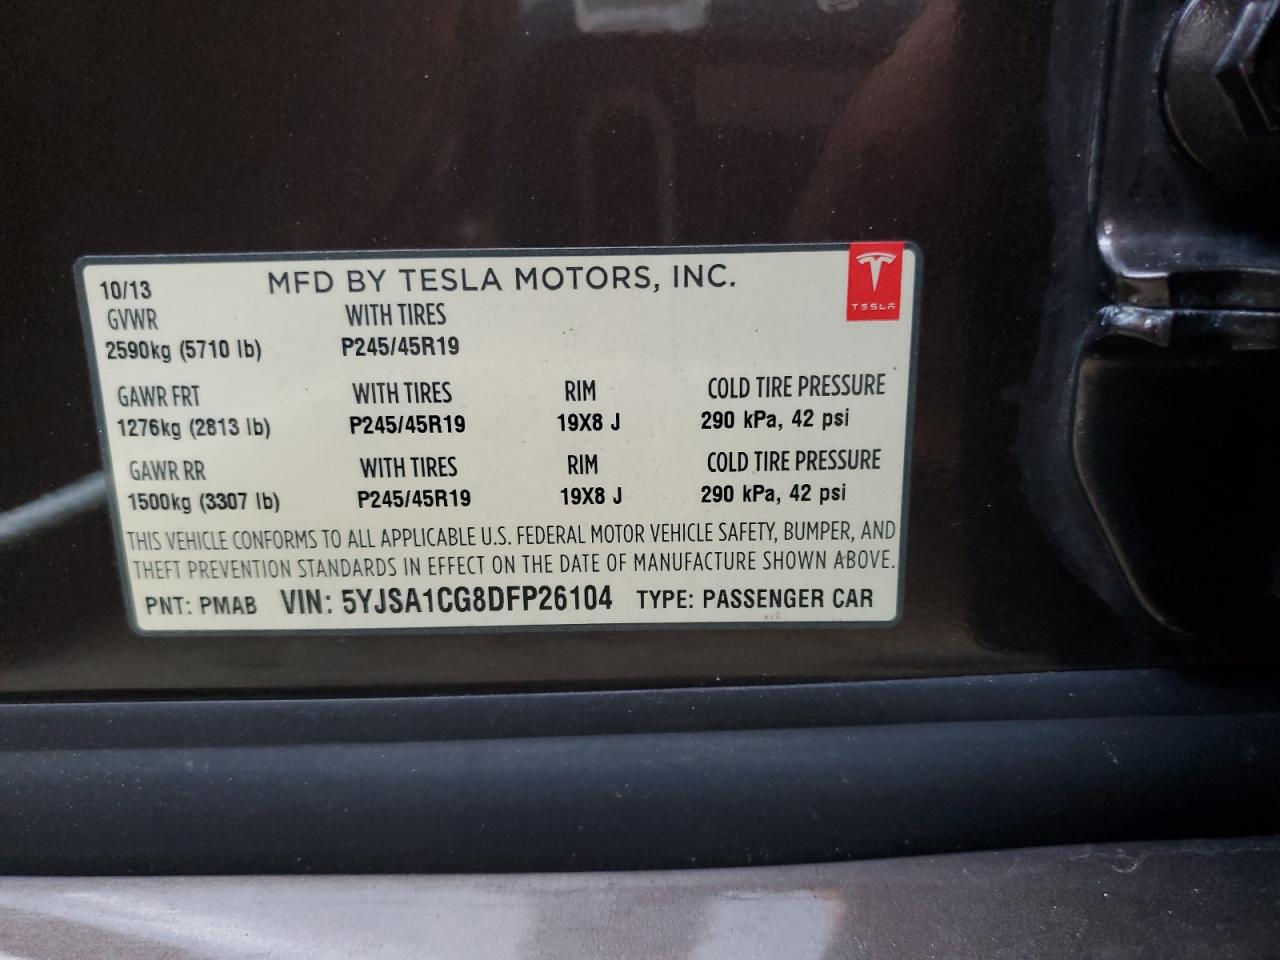 10/13 MFD BY TESLA MOTORS, INC.
TESLA
GVWR WITH TIRES
2590kg (5710 lb) P245/45R19
GAWR FRT WITH TIRES RIM COLD TIRE PRESSURE
1276kg (2813 lb) P245/45R19 19X8 J 290 kPa, 42 psi
GAWR RR WITH TIRES RIM COLD TIRE PRESSURE
1500kg (3307 lb) P245/45R19 19X8 J 290 kPa, 42 psi
THIS VEHICLE CONFORMS TO ALL APPLICABLE U.S. FEDERAL MOTOR VEHICLE SAFETY, BUMPER, AND
THEFT PREVENTION STANDARDS IN EFFECT ON THE DATE OF MANUFACTURE SHOWN ABOVE.
PNT: PMAB VIN: 5YJSA1CG8DFP26104 TYPE: PASSENGER CAR